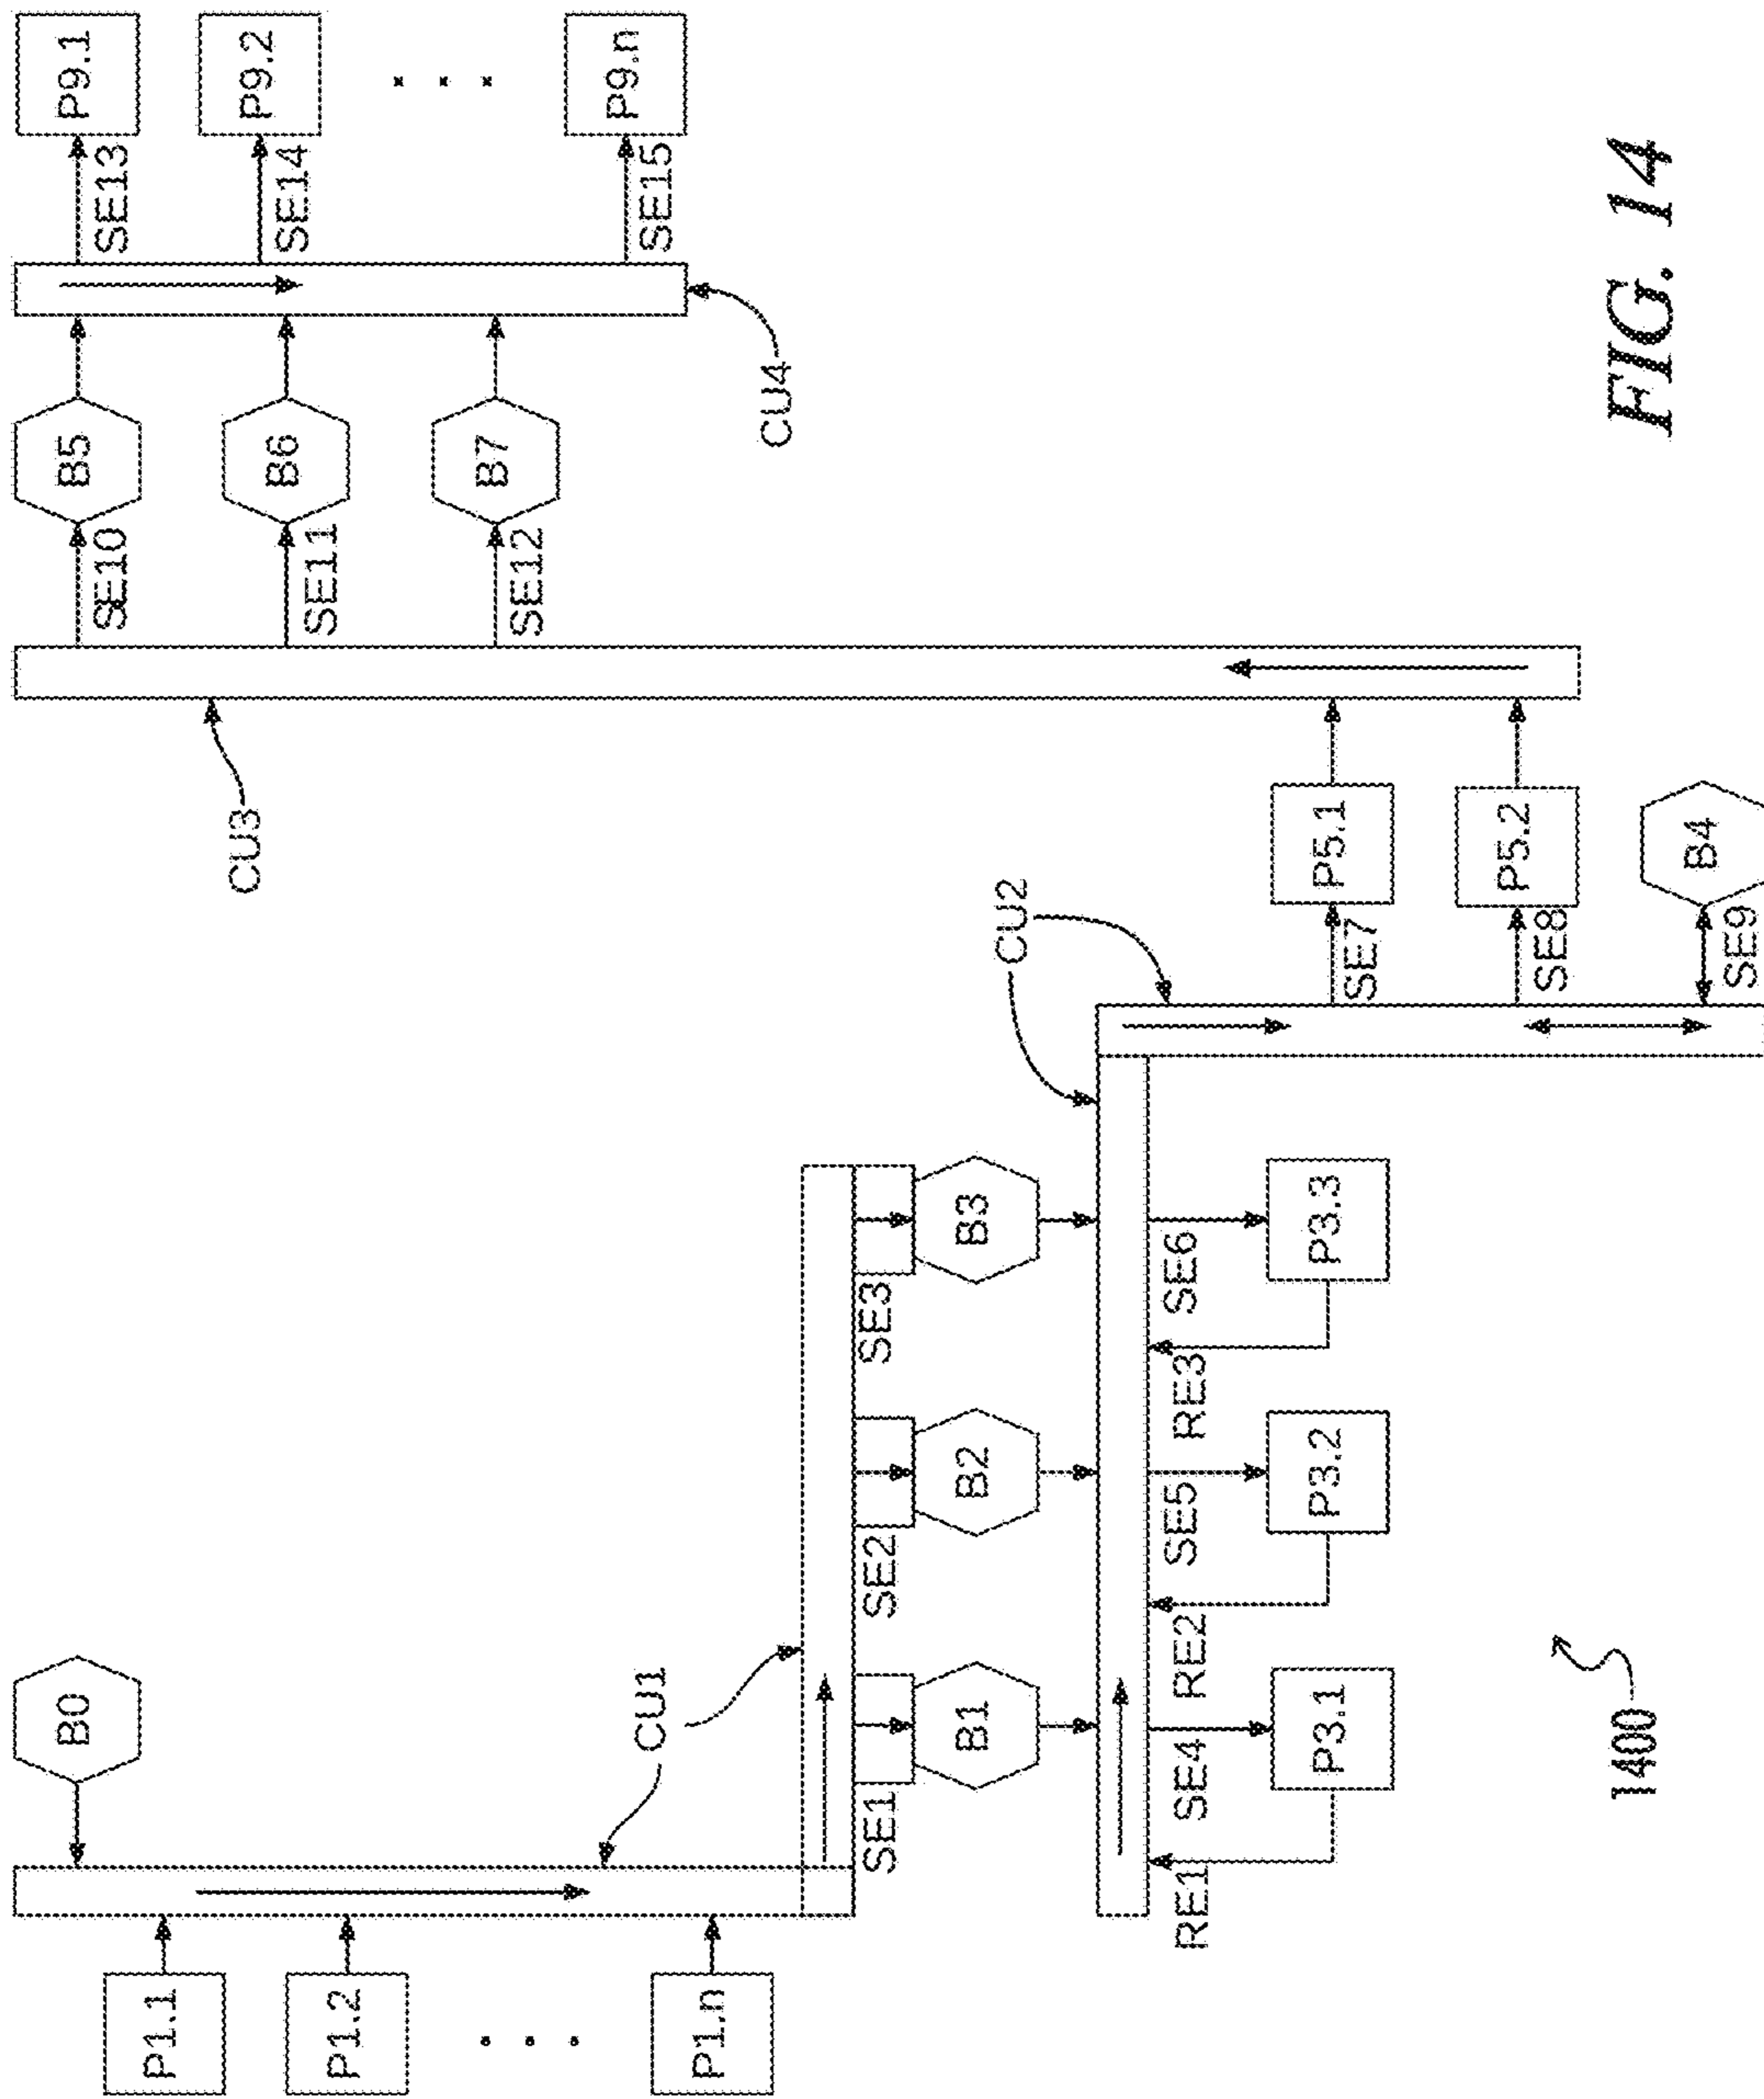 P1.1
B0
B5
P9.1
SE10
SE13
CU3
B6
P9.2
SE11
SE14
P1.2
B7
SE12
CU1
P9.n
SE15
P1.n
CU4
SE1
SE2
SE3
B1
B2
B3
CU2
RE1
SE4
RE2
SE5
RE3
SE6
P3.1
P3.2
P3.3
P5.1
SE7
P5.2
SE8
B4
SE9
1400
FIG. 14